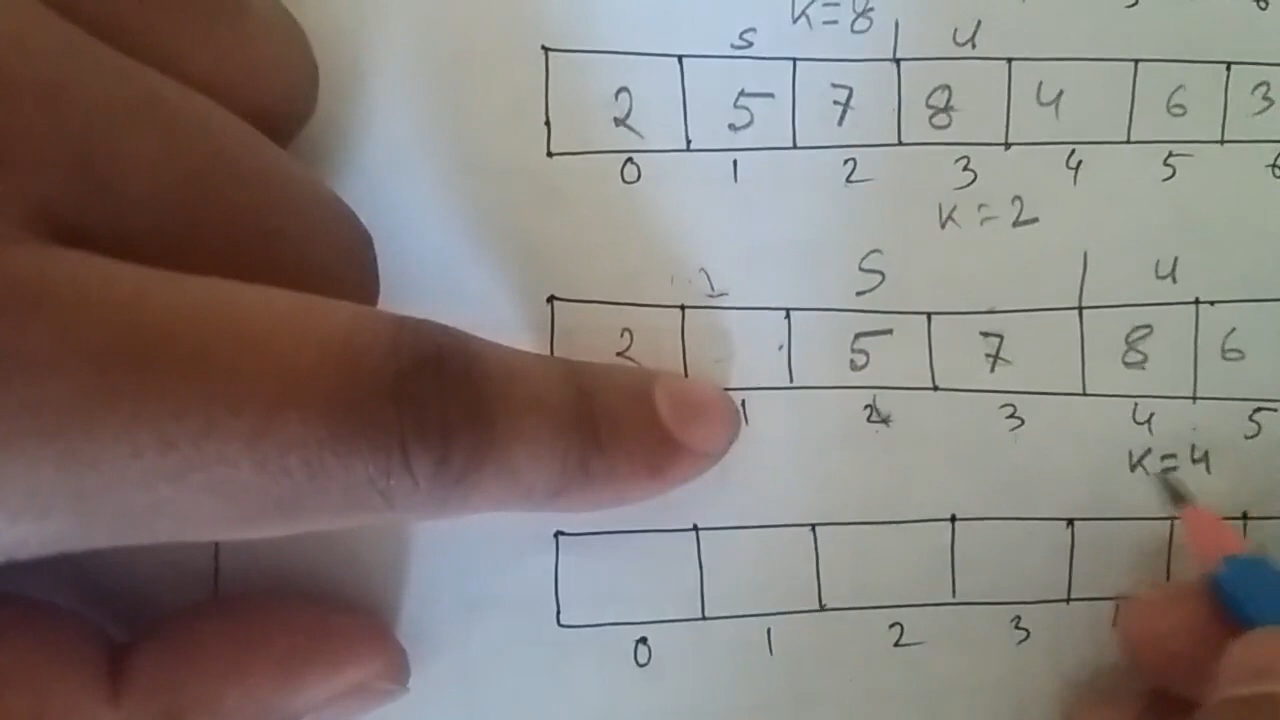 K=8
S | U
2 5 7 8 4 6 3
0 1 2 3 4 5
K=2
1 S | U
2 5 7 8 6
1 2 3 4 5
K=4
0 1 2 3